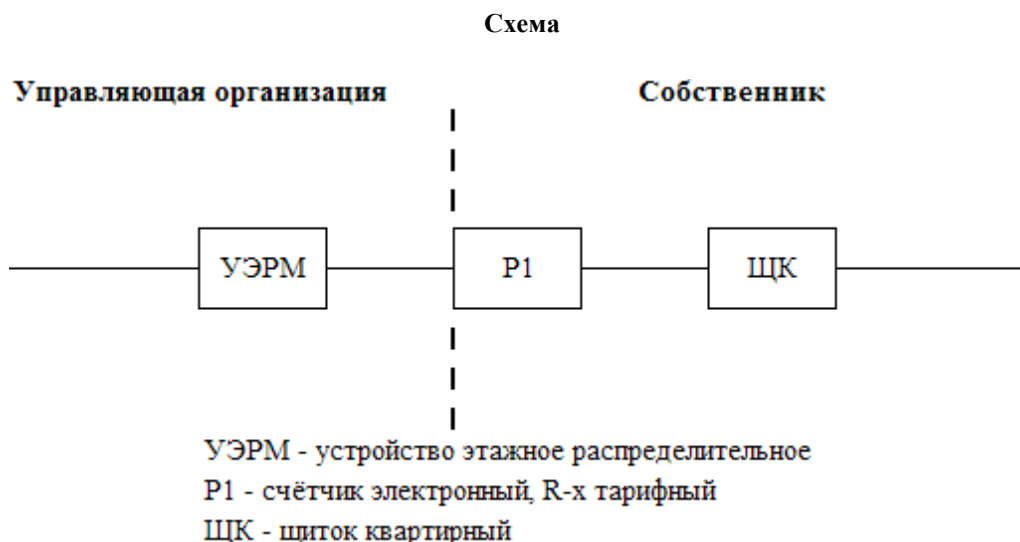 Схема
Управляющая организация Собственник
УЭРМ Р1 ЩК
УЭРМ - устройство этажное распределительное
Р1 - счётчик электронный, R-х тарифный
ЩК - щиток квартирный